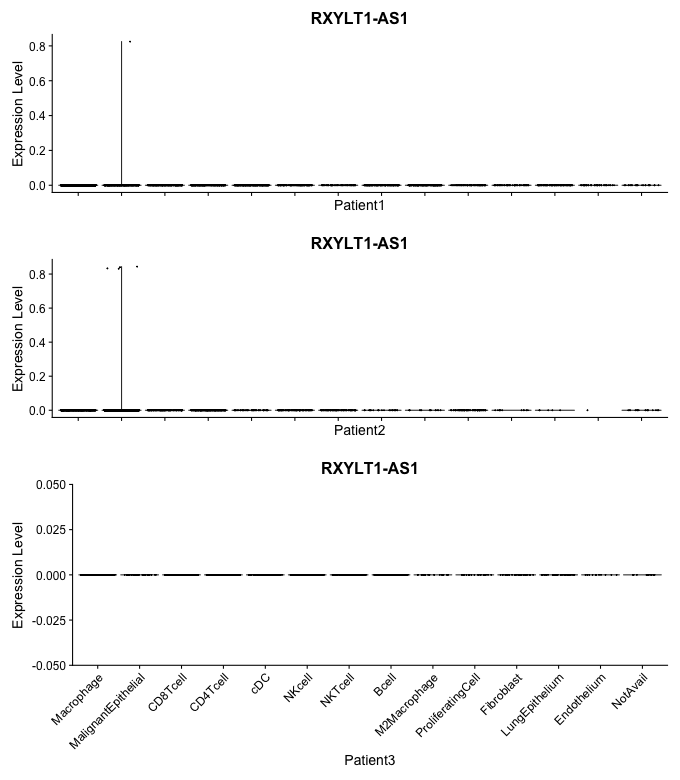 RXYLT1-AS1
Expression Level
0.8
0.6
0.4
0.2
0.0
Patient1
RXYLT1-AS1
Expression Level
0.8
0.6
0.4
0.2
0.0
Patient2
RXYLT1-AS1
Expression Level
0.050
0.025
0.000
-0.025
-0.050
Macrophage
MalignantEpithelial
CD8Tcell
CD4Tcell
cDC
NKcell
NKTcell
Bcell
M2Macrophage
ProliferatingCell
Fibroblast
LungEpithelium
Endothelium
NotAvail
Patient3